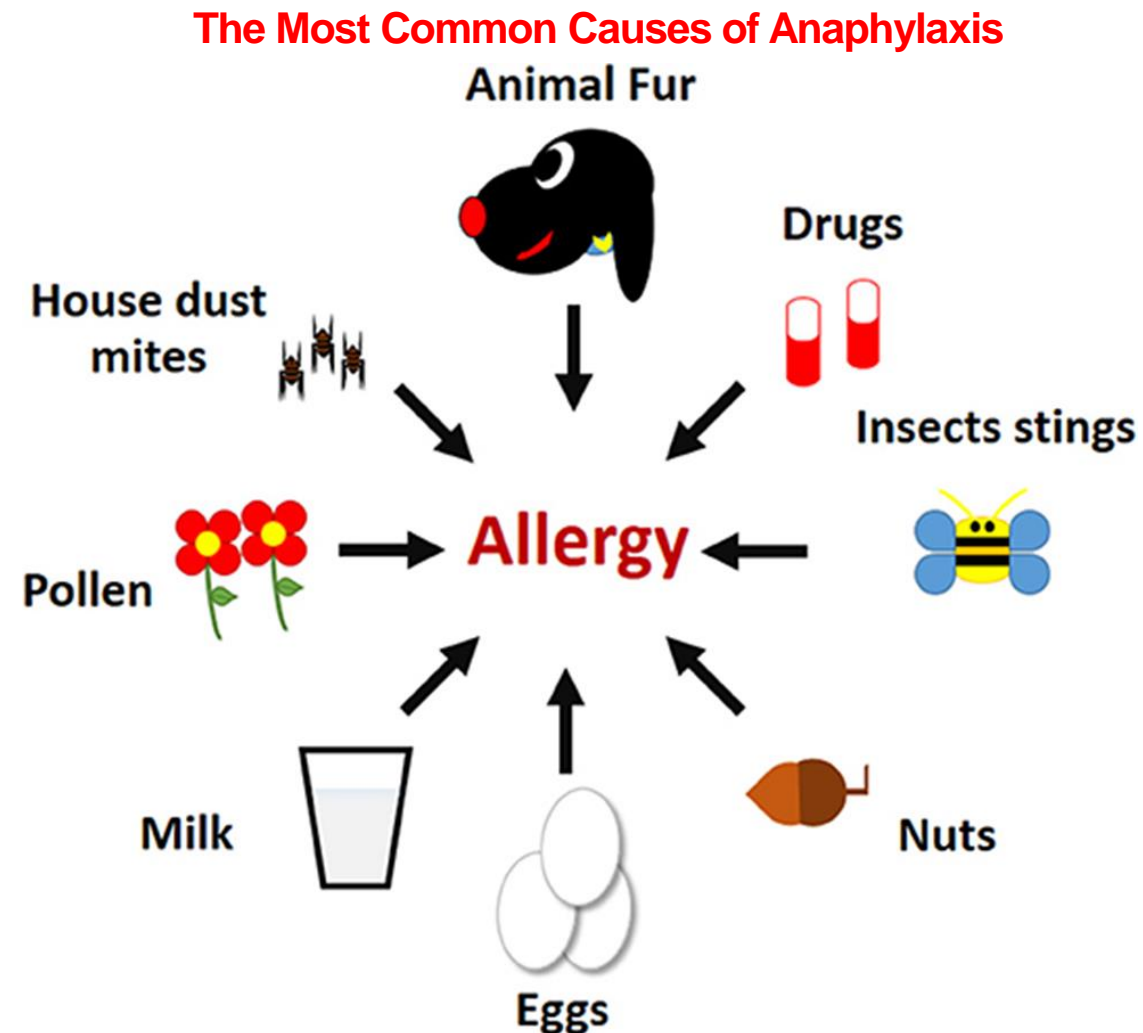 The Most Common Causes of Anaphylaxis
Animal Fur
Drugs
House dust
mites
Insects stings
Allergy
Pollen
Milk
Nuts
Eggs